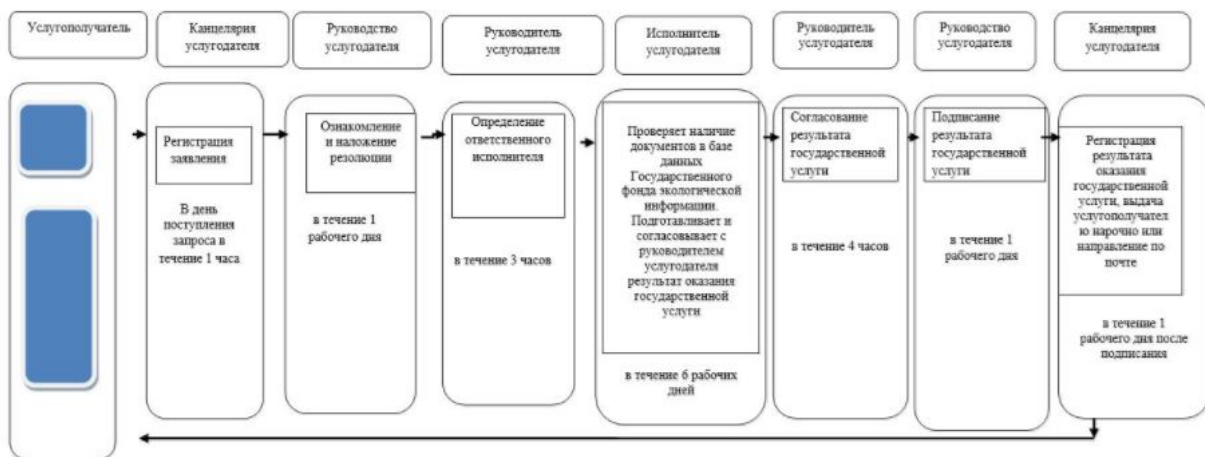 Услугополучатель
Канцелярия
услугодателя
Руководство
услугодателя
Руководитель
услугодателя
Исполнитель
услугодателя
Руководитель
услугодателя
Руководство
услугодателя
Канцелярия
услугодателя
Регистрация
заявления
В день
поступления
запроса в
течение 1 часа
Ознакомление
и наложение
резолюции
в течение 1
рабочего дня
Определение
ответственного
исполнителя
в течение 3 часов
Проверяет наличие
документов в базе
данных
Государственного
фонда экологической
информации.
Подготавливает и
согласовывает с
руководителем
услугодателя
результат оказания
государственной
услуги
в течение 6 рабочих
дней
Согласование
результата
государственной
услуги
в течение 4 часов
Подписание
результата
государственной
услуги
в течение 1
рабочего дня
Регистрация
результата
оказания
государственной
услуги, выдача
услугополучател
ю нарочно или
направление по
почте
в течение 1
рабочего дня после
подписания